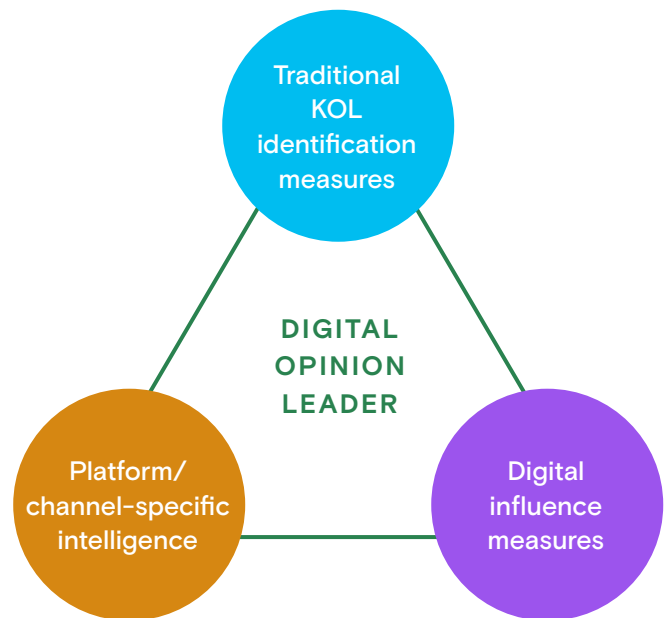 Traditional
KOL
identification
measures
DIGITAL
OPINION
LEADER
Platform/
channel-specific
intelligence
Digital
influence
measures